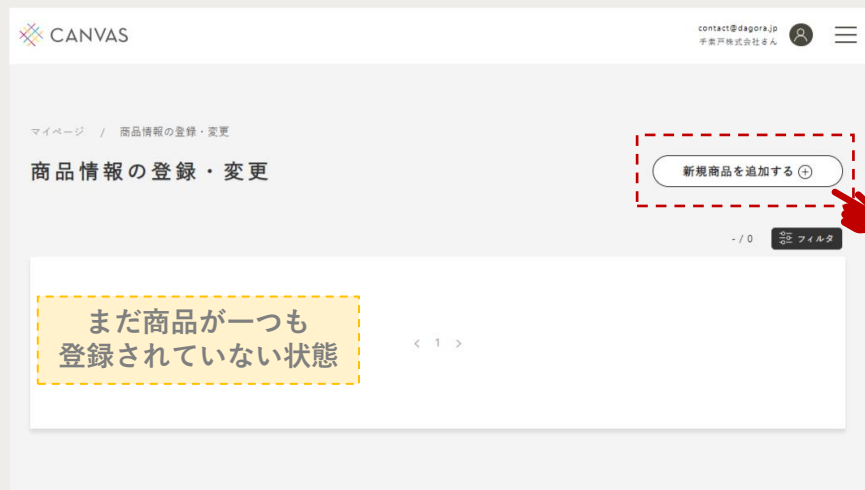 CANVAS
contact@dagora.jp
千素戸株式会社さん
マイページ / 商品情報の登録・変更
商品情報の登録・変更
新規商品を追加する
- / 0 フィルタ
まだ商品が一つも
登録されていない状態
< 1 >